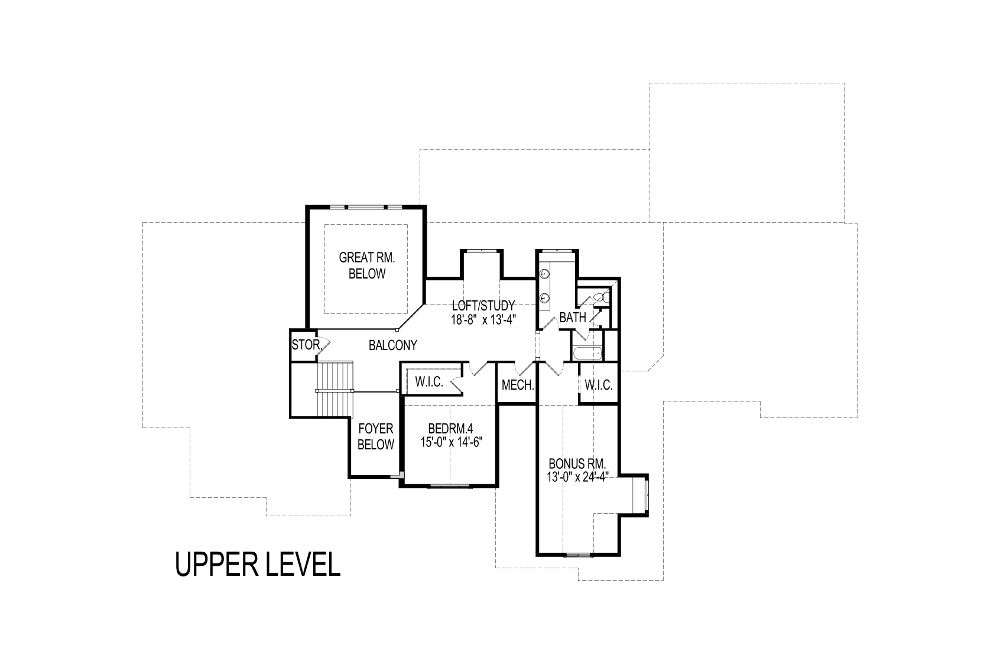 GREAT RM.
BELOW
LOFT/STUDY
18'-8" x 13'-4"
BATH
STOR.
BALCONY
W.I.C.
MECH.
W.I.C.
FOYER
BELOW
BEDRM.4
15'-0" x 14'-6"
BONUS RM.
13'-0" x 24'-4"
UPPER LEVEL